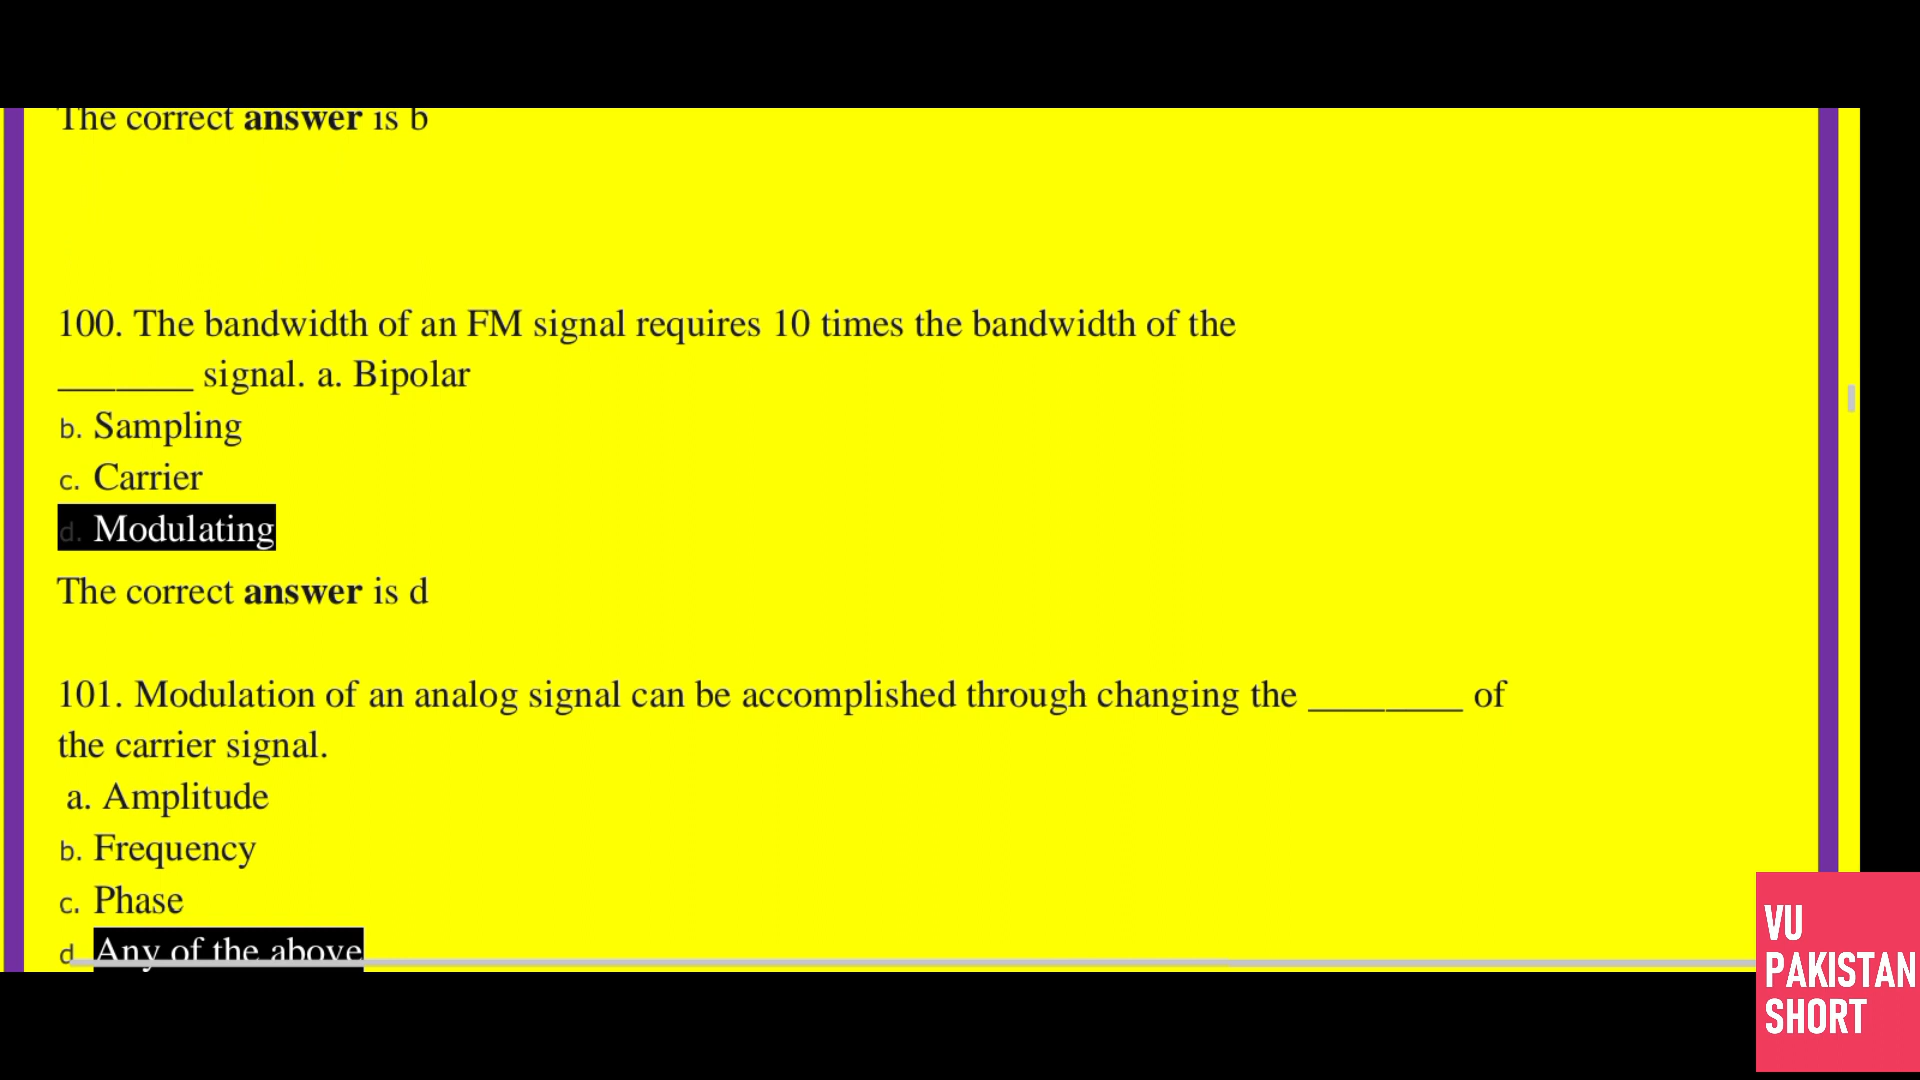 The correct answer is b
100. The bandwidth of an FM signal requires 10 times the bandwidth of the
_______ signal. a. Bipolar
b. Sampling
c. Carrier
d. Modulating
The correct answer is d
101. Modulation of an analog signal can be accomplished through changing the ________ of
the carrier signal.
a. Amplitude
b. Frequency
c. Phase
d Any of the above
VU
PAKISTAN
SHORT